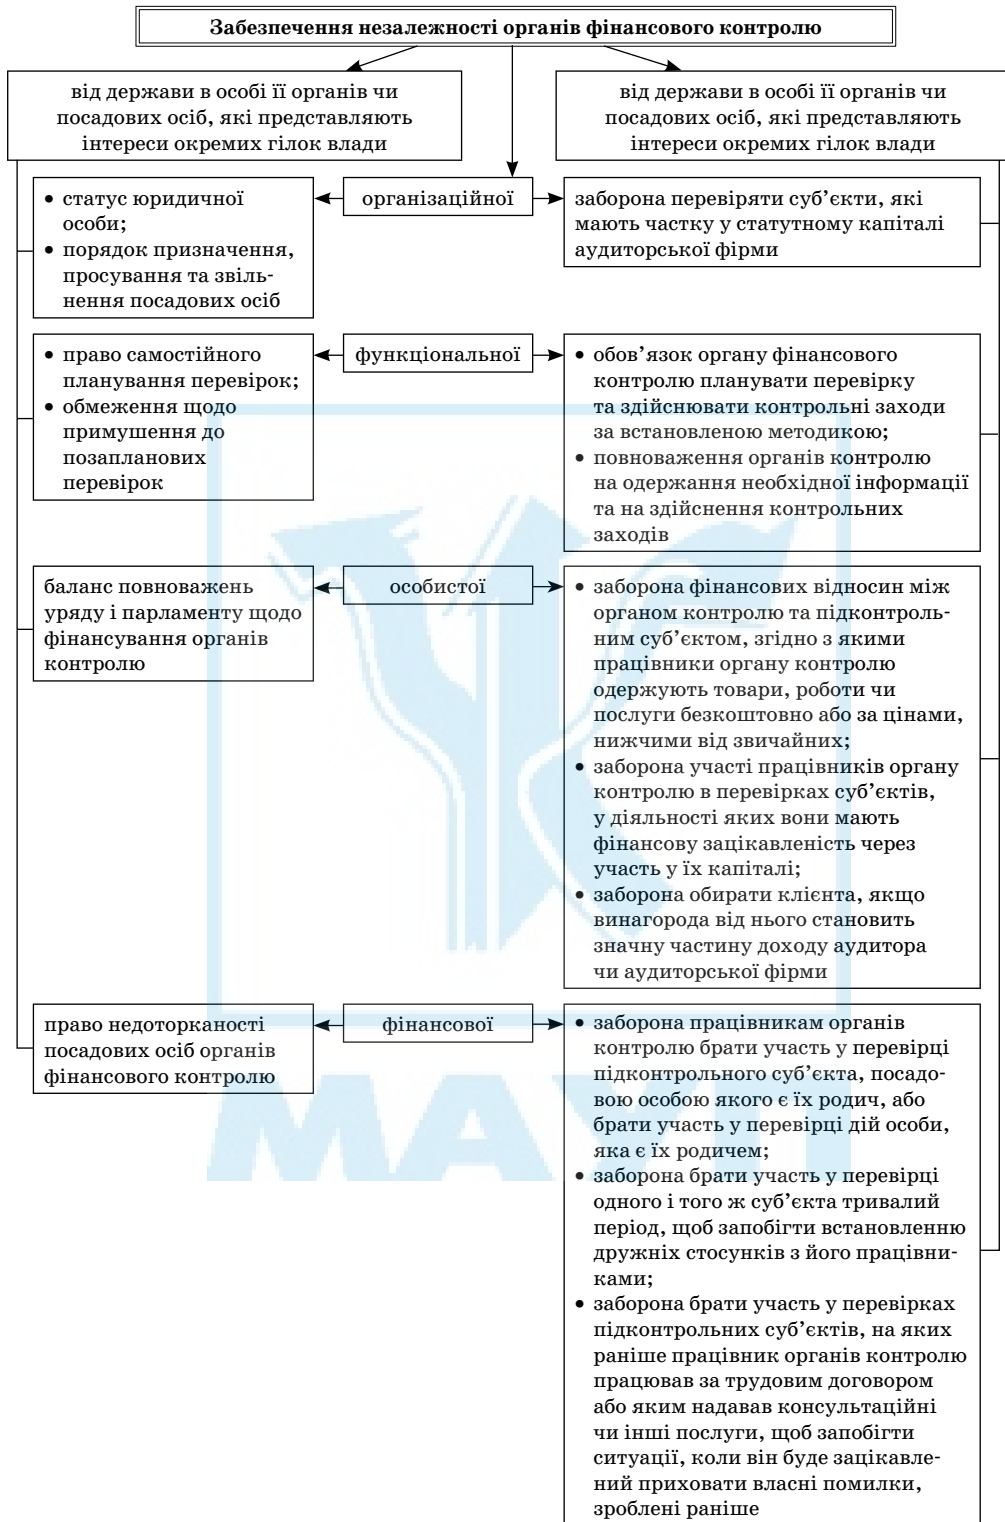 Забезпечення незалежності органів фінансового контролю
від держави в особі її органів чи
посадових осіб, які представляють
інтереси окремих гілок влади
від держави в особі її органів чи
посадових осіб, які представляють
інтереси окремих гілок влади
• статус юридичної
особи;
• порядок призначення,
просування та звіль-
нення посадових осіб
організаційної
заборона перевіряти суб’єкти, які
мають частку у статутному капіталі
аудиторської фірми
• право самостійного
планування перевірок;
• обмеження щодо
примушення до
позапланових
перевірок
функціональної
• обов’язок органу фінансового
контролю планувати перевірку
та здійснювати контрольні заходи
за встановленою методикою;
• повноваження органів контролю
на одержання необхідної інформації
та на здійснення контрольних
заходів
баланс повноважень
уряду і парламенту щодо
фінансування органів
контролю
особистої
• заборона фінансових відносин між
органом контролю та підконтроль-
ним суб’єктом, згідно з якими
працівники органу контролю
одержують товари, роботи чи
послуги безкоштовно або за цінами,
нижчими від звичайних;
• заборона участі працівників органу
контролю в перевірках суб’єктів,
у діяльності яких вони мають
фінансову зацікавленість через
участь у їх капіталі;
• заборона обирати клієнта, якщо
винагорода від нього становить
значну частину доходу аудитора
чи аудиторської фірми
право недоторканості
посадових осіб органів
фінансового контролю
фінансової
• заборона працівникам органів
контролю брати участь у перевірці
підконтрольного суб’єкта, посадо-
вою особою якого є їх родич, або
брати участь у перевірці дій особи,
яка є їх родичем;
• заборона брати участь у перевірці
одного і того ж суб’єкта тривалий
період, щоб запобігти встановленню
дружніх стосунків з його працівни-
ками;
• заборона брати участь у перевірках
підконтрольних суб’єктів, на яких
раніше працівник органів контролю
працював за трудовим договором
або яким надавав консультаційні
чи інші послуги, щоб запобігти
ситуації, коли він буде зацікавле-
ний приховати власні помилки,
зроблені раніше
МАУП